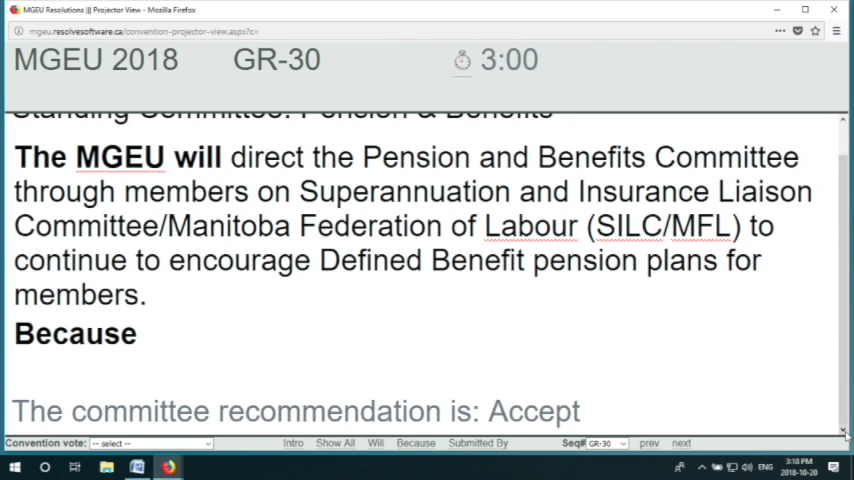 MGEU Resolutions ||| Projector View - Mozilla Firefox
mgeu.resolvesoftware.ca/convention-projector-view.aspx?c=
MGEU 2018 GR-30 3:00
Standing Committee: Pension & Benefits
The MGEU will direct the Pension and Benefits Committee
through members on Superannuation and Insurance Liaison
Committee/Manitoba Federation of Labour (SILC/MFL) to
continue to encourage Defined Benefit pension plans for
members.
Because
The committee recommendation is: Accept
Convention vote: -- select -- Intro Show All Will Because Submitted By Seq# GR-30 prev next
ENG 3:18 PM
2018-10-20